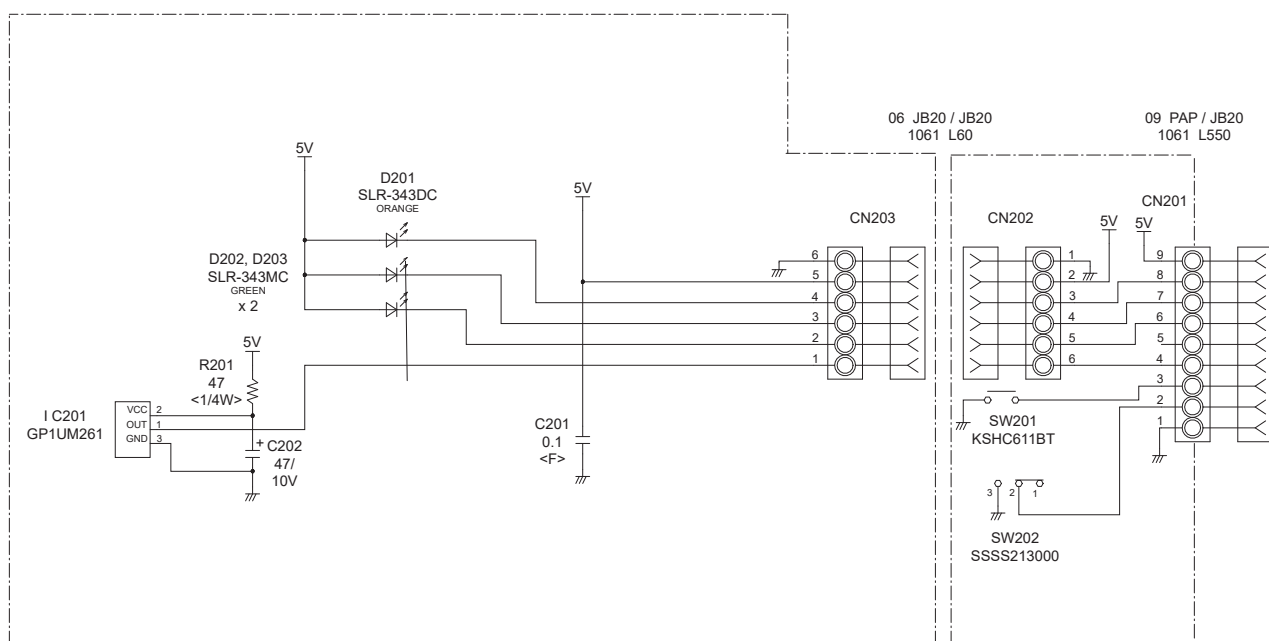 06 JB20 / JB20
1061 L60
09 PAP / JB20
1061 L550
5V
D201
SLR-343DC
ORANGE
5V
CN203
CN202
CN201
5V
5V
D202, D203
SLR-343MC
GREEN
x 2
6
5
4
3
2
1
1
2
3
4
5
6
9
8
7
6
5
4
3
2
1
5V
R201
47
<1/4W>
I C201
GP1UM261
VCC
OUT
GND
2
1
3
+
C202
47/
10V
C201
0.1
<F>
SW201
KSHC611BT
3
2
1
SW202
SSSS213000